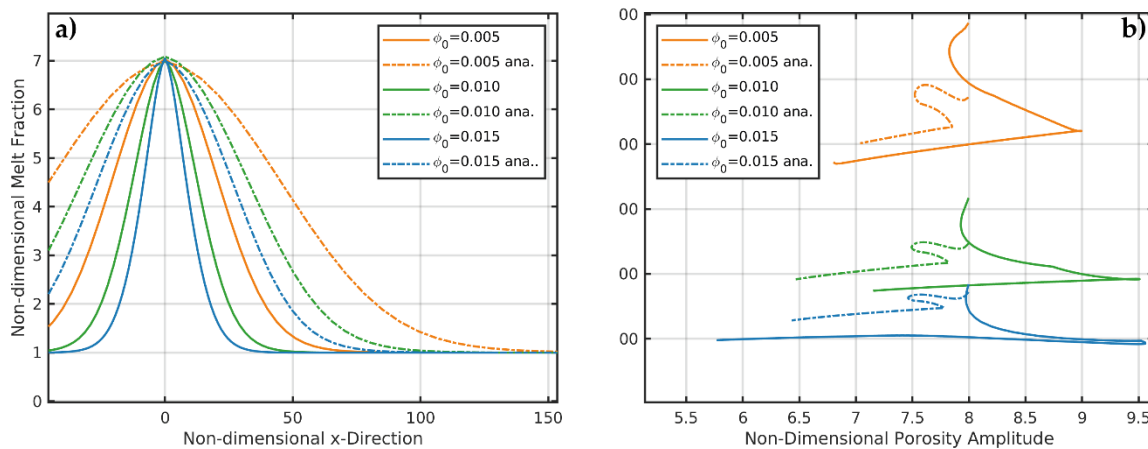 a)
ϕ0=0.005
ϕ0=0.005 ana.
ϕ0=0.010
ϕ0=0.010 ana.
ϕ0=0.015
ϕ0=0.015 ana..
Non-dimensional Melt Fraction
7
6
5
4
3
2
1
0
0
50
100
150
Non-dimensional x-Direction
b)
ϕ0=0.005
ϕ0=0.005 ana.
ϕ0=0.010
ϕ0=0.010 ana.
ϕ0=0.015
ϕ0=0.015 ana..
00
00
00
00
00
00
5.5
6
6.5
7
7.5
8
8.5
9
9.5
Non-Dimensional Porosity Amplitude